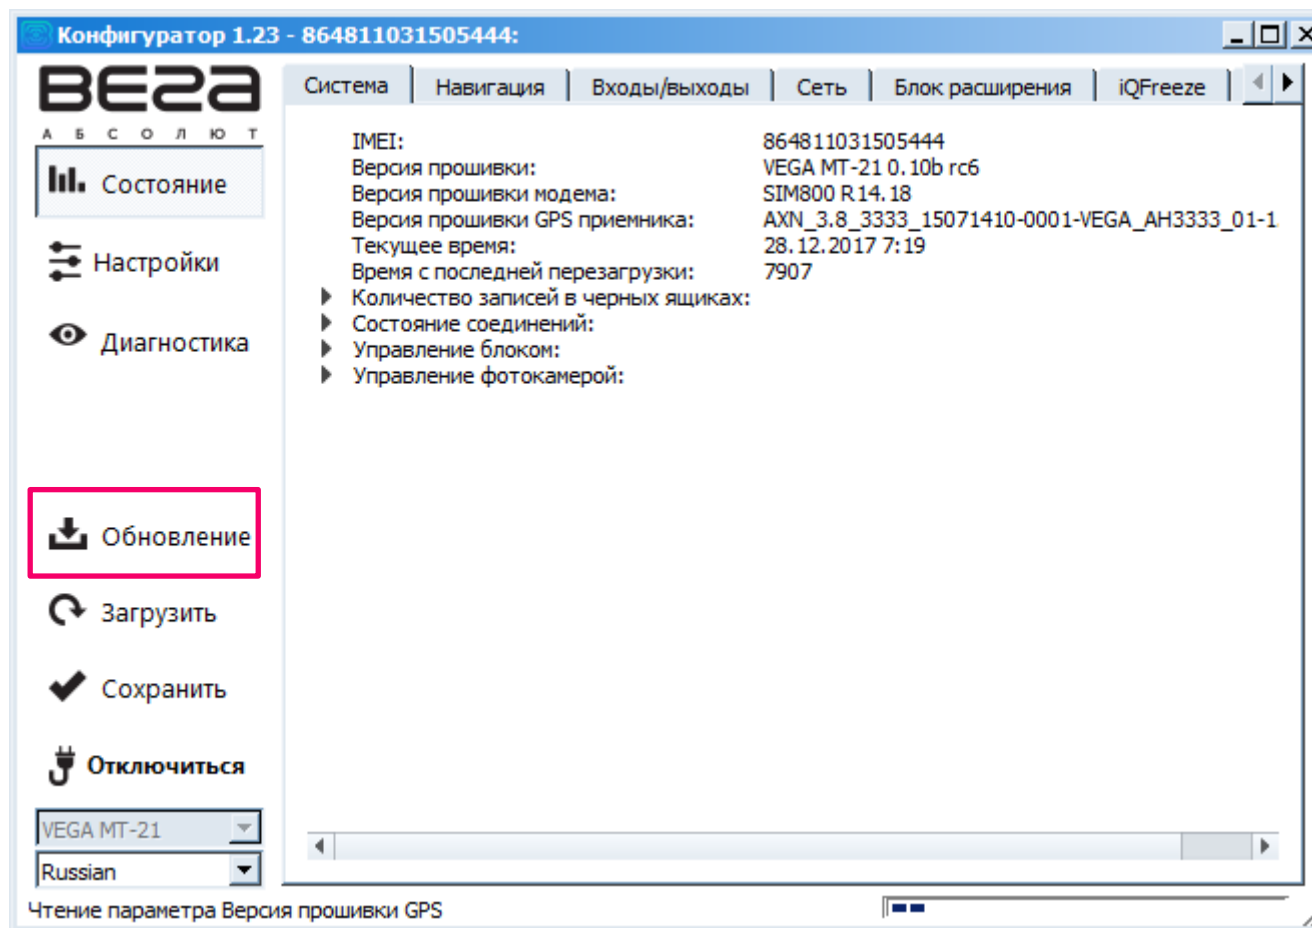 Конфигуратор 1.23 - 864811031505444:
ВЕГА
АБСОЛЮТ
Система
Навигация
Входы/выходы
Сеть
Блок расширения
iQFreeze
Состояние
Настройки
Диагностика
Обновление
Загрузить
Сохранить
Отключиться
VEGA MT-21
Russian
IMEI: 864811031505444
Версия прошивки: VEGA MT-21 0.10b rc6
Версия прошивки модема: SIM800 R14.18
Версия прошивки GPS приемника: AXN_3.8_3333_15071410-0001-VEGA_AH3333_01-1.
Текущее время: 28.12.2017 7:19
Время с последней перезагрузки: 7907
Количество записей в черных ящиках:
Состояние соединений:
Управление блоком:
Управление фотокамерой:
Чтение параметра Версия прошивки GPS